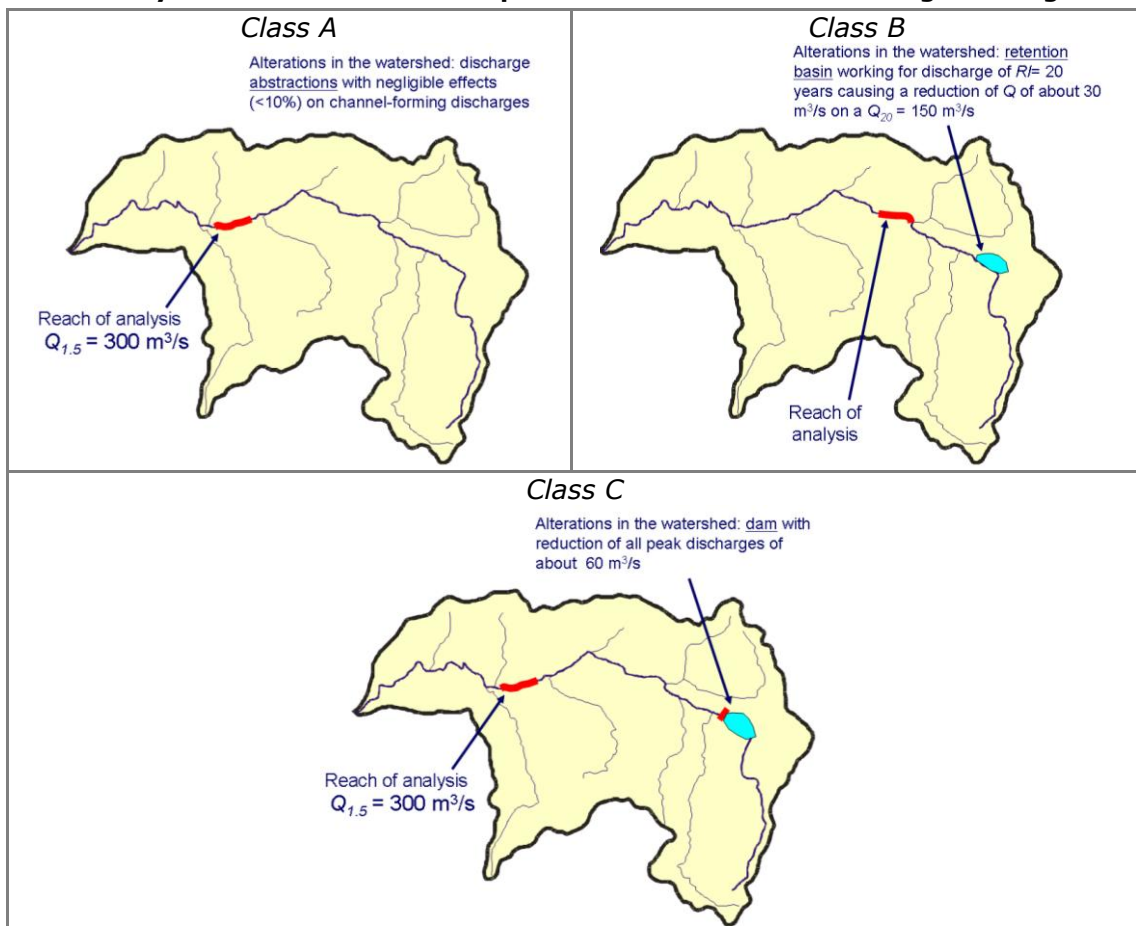 Class A
Alterations in the watershed: discharge
abstractions with negligible effects
(<10%) on channel-forming discharges
Reach of analysis
Q1.5 = 300 m³/s
Class B
Alterations in the watershed: retention
basin working for discharge of RI= 20
years causing a reduction of Q of about 30
m³/s on a Q20 = 150 m³/s
Reach of
analysis
Class C
Alterations in the watershed: dam with
reduction of all peak discharges of
about 60 m³/s
Reach of analysis
Q1.5 = 300 m³/s